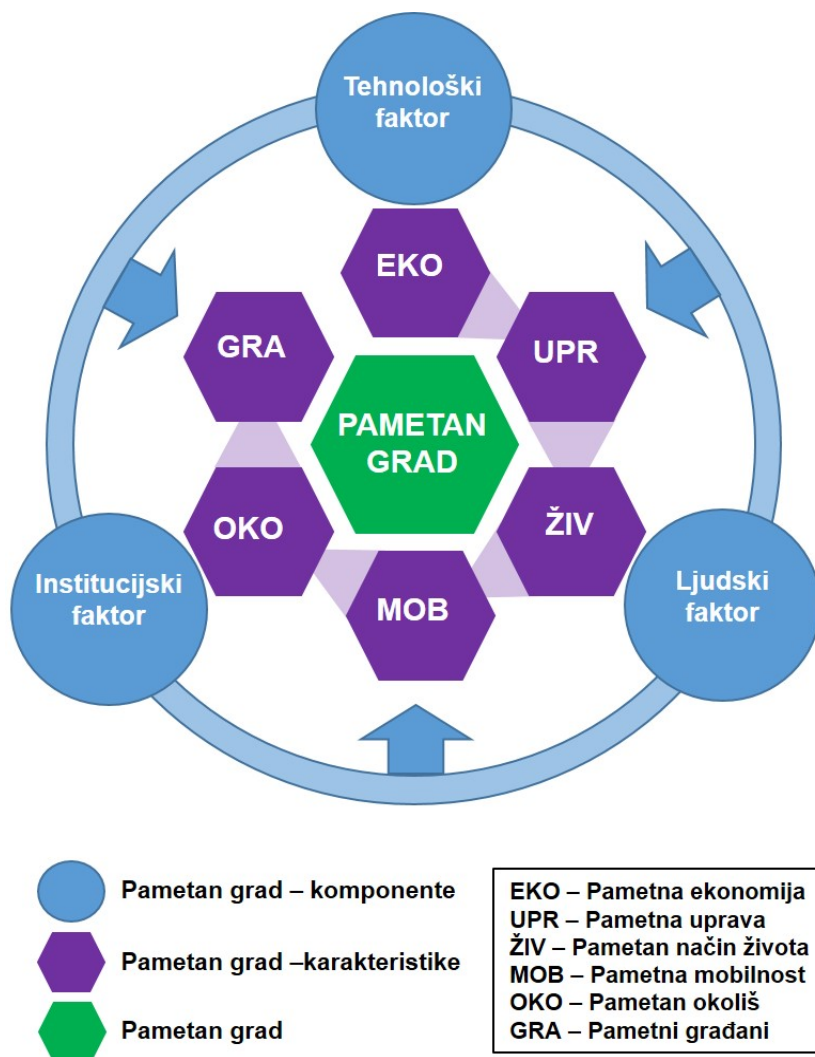 Tehnološki
faktor
EKO
GRA
UPR
PAMETAN
GRAD
OKO
ŽIV
MOB
Institucijski
faktor
Ljudski
faktor
Pametan grad – komponente
Pametan grad –karakteristike
Pametan grad
EKO – Pametna ekonomija
UPR – Pametna uprava
ŽIV – Pametan način života
MOB – Pametna mobilnost
OKO – Pametan okoliš
GRA – Pametni građani